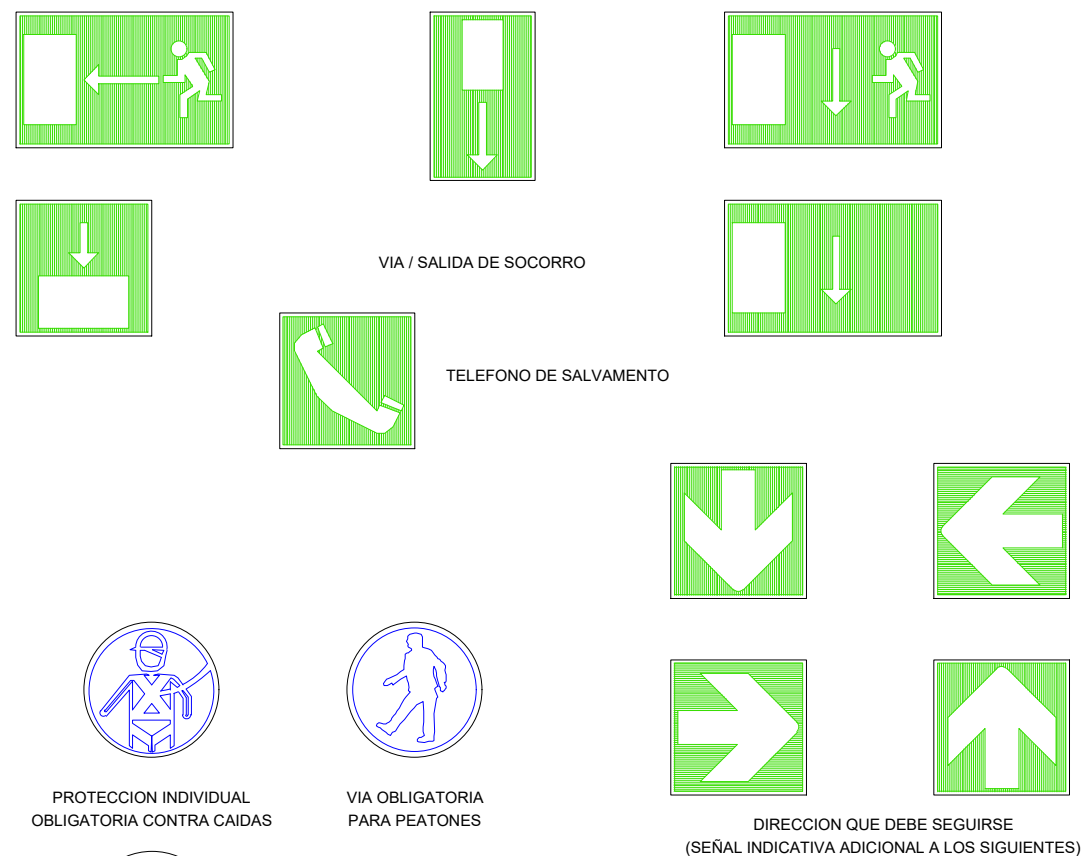 VIA / SALIDA DE SOCORRO
TELEFONO DE SALVAMENTO
PROTECCION INDIVIDUAL
OBLIGATORIA CONTRA CAIDAS
VIA OBLIGATORIA
PARA PEATONES
DIRECCION QUE DEBE SEGUIRSE
(SEÑAL INDICATIVA ADICIONAL A LOS SIGUIENTES)